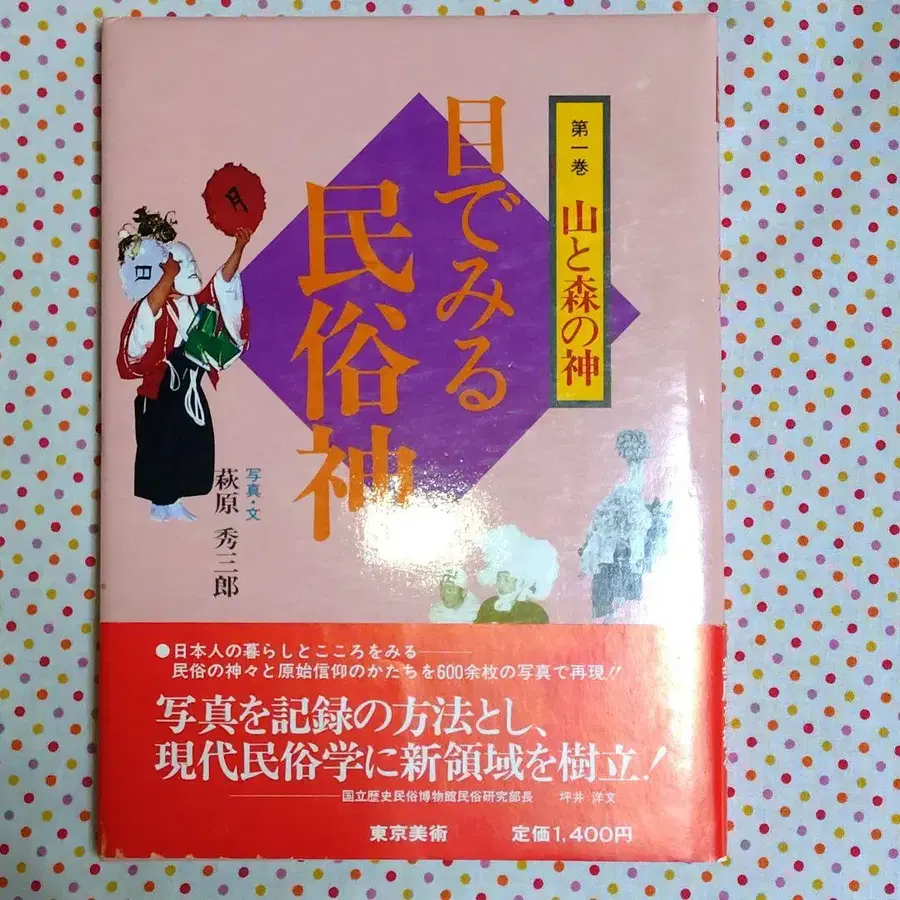 第一巻 山と森の神
目でみる
民俗神
写真・文
萩原 秀三郎
月
日
●日本人の暮らしとこころをみる――
民俗の神々と原始信仰のかたちを600余枚の写真で再現!!
写真を記録の方法とし、
現代民俗学に新領域を樹立!
――国立歴史民俗博物館民俗研究部長 坪井 洋文
東京美術 定価1,400円